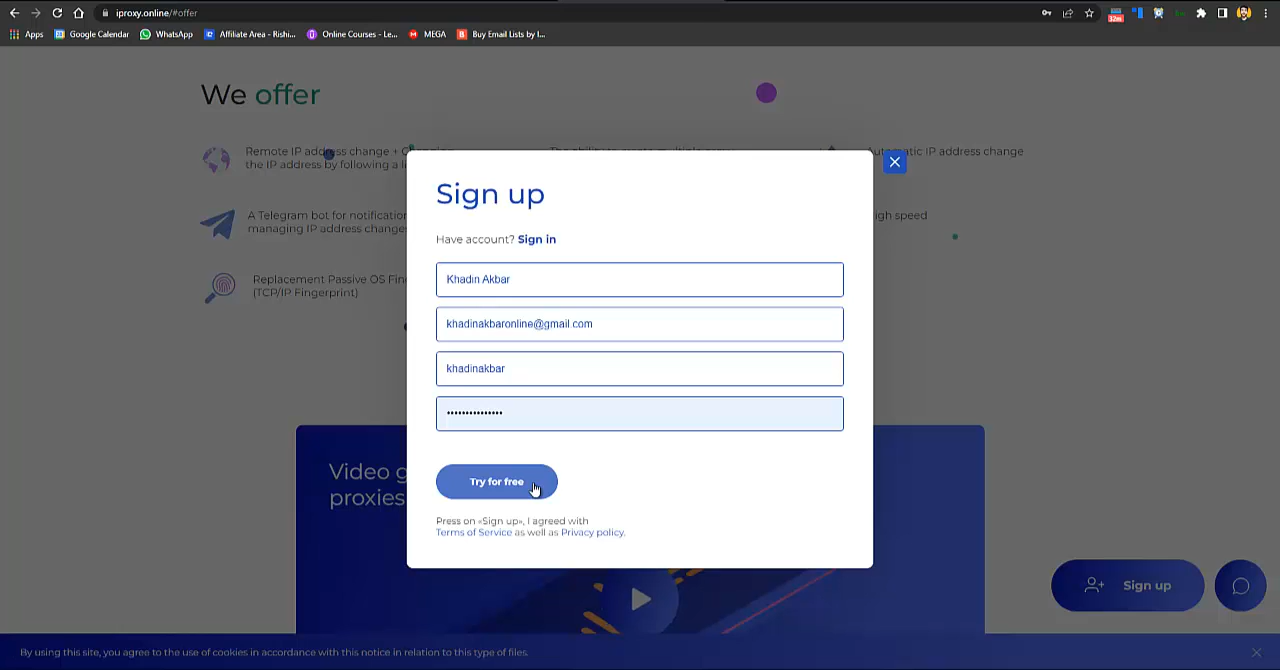 iproxy.online/#offer
32m
Apps
Google Calendar
WhatsApp
Affiliate Area - Rishi...
Online Courses - Le...
MEGA
B
Buy Email Lists by I...
We offer
Remote IP address change + Changing
the IP address by following a li
Automatic IP address change
A Telegram bot for notification
managing IP address changes
igh speed
Replacement Passive OS Fin
(TCP/IP Fingerprint)
Sign up
Have account? Sign in
Khadin Akbar
khadinakbaronline@gmail.com
khadinakbar
•••••••••••••••
Try for free
Press on «Sign up», I agreed with
Terms of Service as well as Privacy policy.
Video g
proxies
Sign up
By using this site, you agree to the use of cookies in accordance with this notice in relation to this type of files.